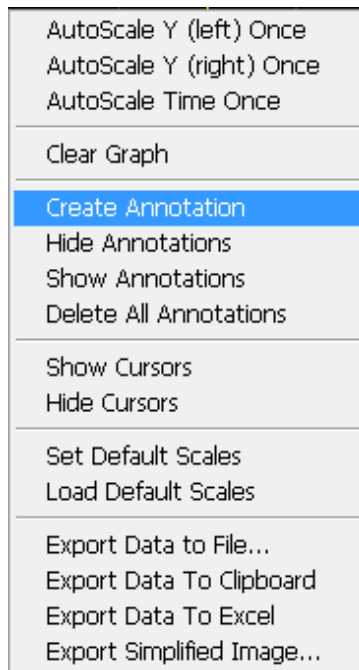 AutoScale Y (left) Once
AutoScale Y (right) Once
AutoScale Time Once
Clear Graph
Create Annotation
Hide Annotations
Show Annotations
Delete All Annotations
Show Cursors
Hide Cursors
Set Default Scales
Load Default Scales
Export Data to File...
Export Data To Clipboard
Export Data To Excel
Export Simplified Image...